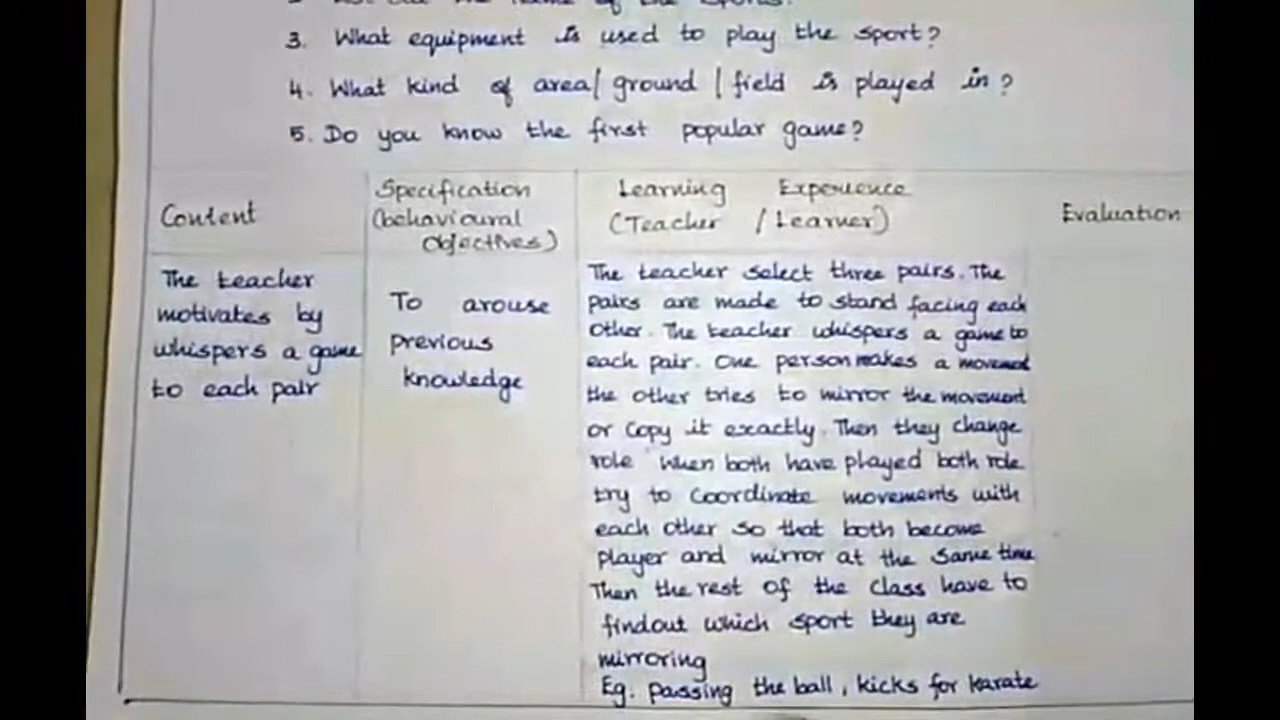 name of the sports.
3. What equipment is used to play the sport?
4. What kind of area/ ground / field is played in?
5. Do you know the first popular game?
Content
Specification
(behavioural
objectives)
Learning Experience
(Teacher / Learner)
Evaluation
The teacher
motivates by
whispers a game
to each pair
To arouse
previous
knowledge
The teacher select three pairs. The
pairs are made to stand facing each
other. The teacher whispers a game to
each pair. One person makes a movement
the other tries to mirror the movement
or copy it exactly. Then they change
role when both have played both role
try to coordinate movements with
each other so that both become
player and mirror at the same time
Then the rest of the class have to
findout which sport they are
mirroring
Eg. passing the ball, kicks for karate